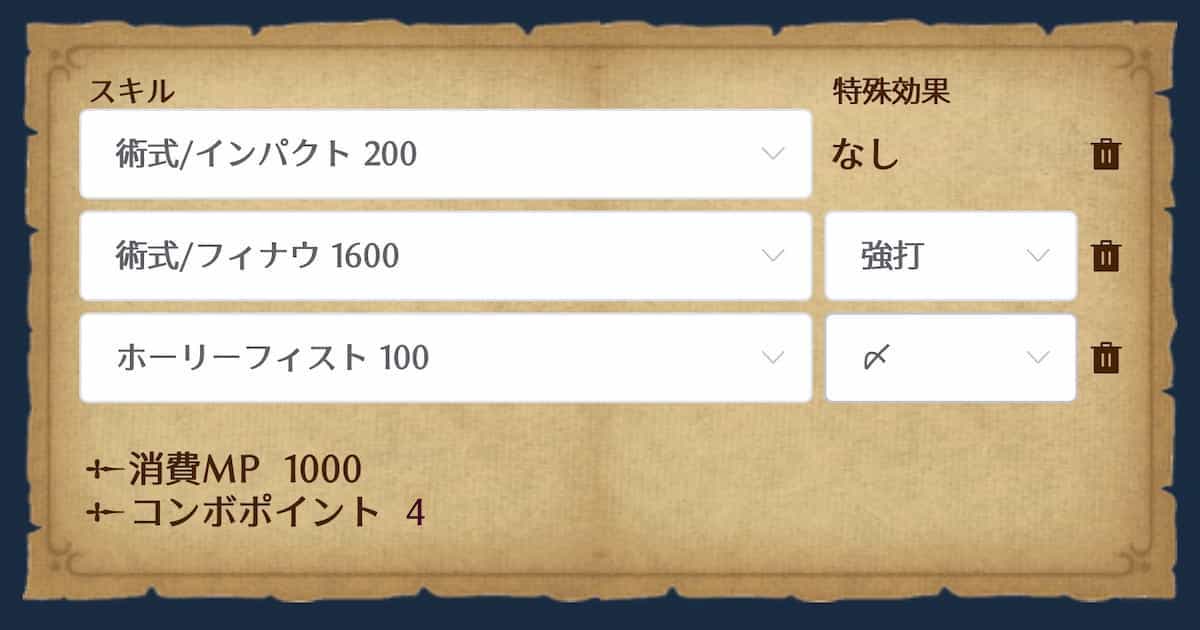 スキル 特殊効果
術式/インパクト 200 なし
術式/フィナウ 1600 強打
ホーリーフィスト 100 〆
消費MP 1000
コンボポイント 4